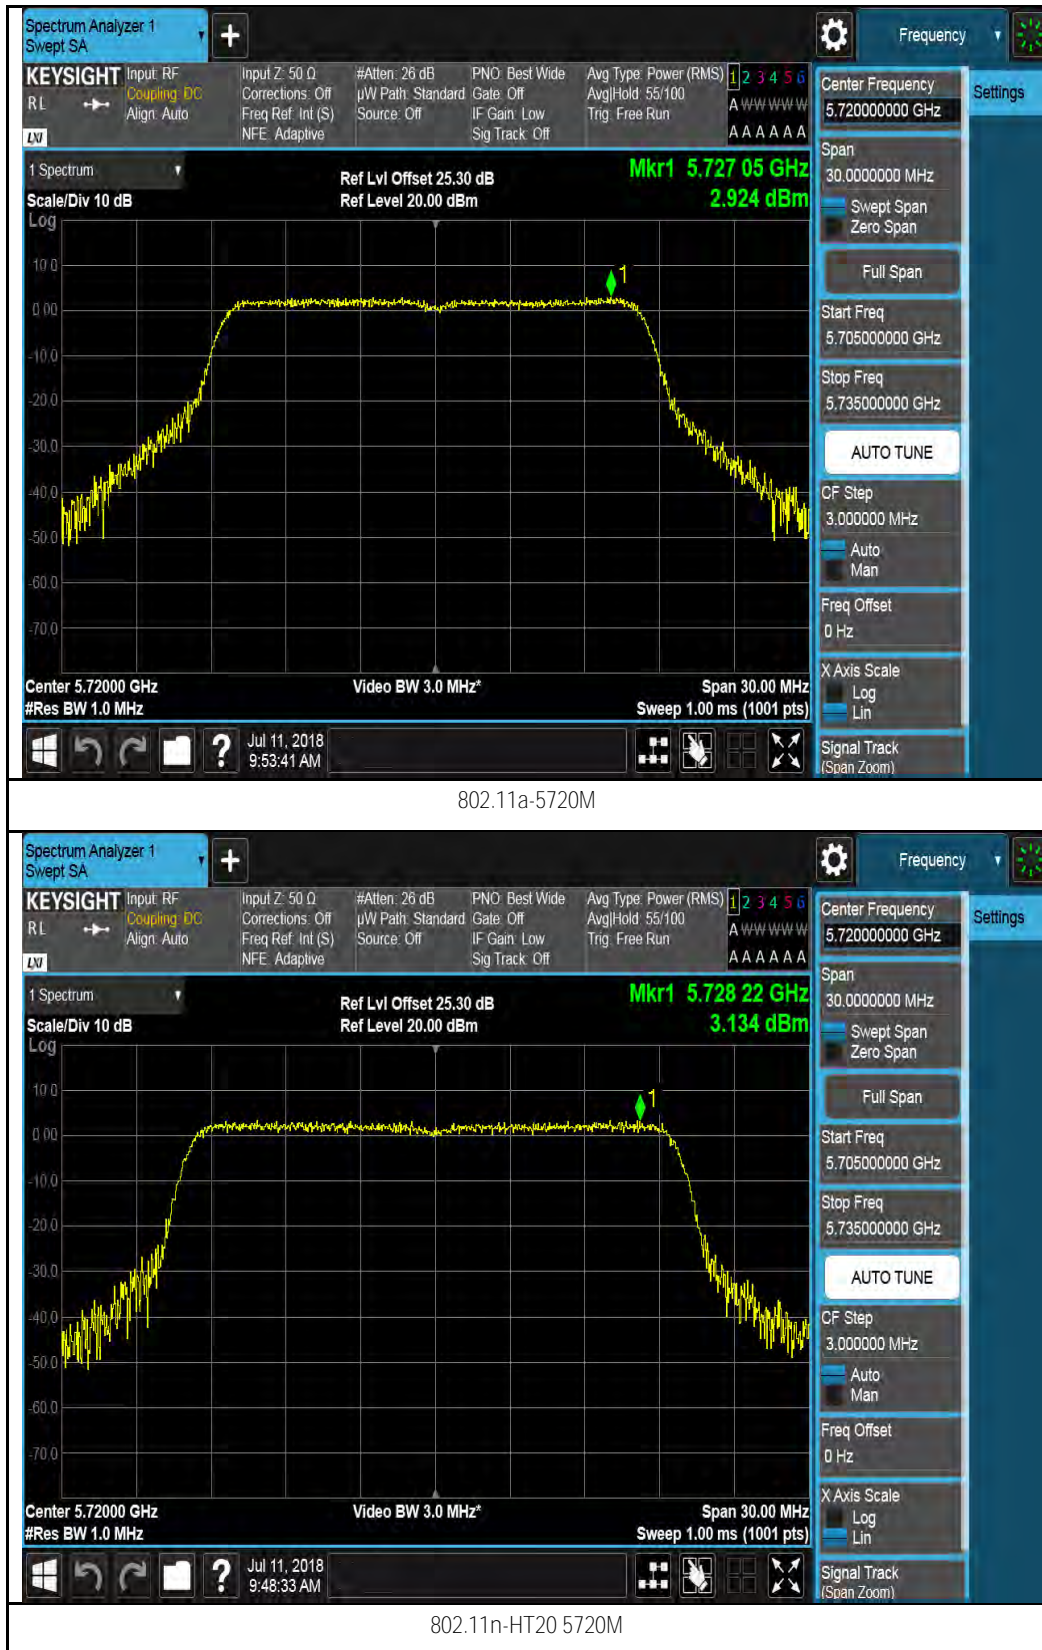 Spectrum Analyzer 1
Swept SA
Frequency
KEYSIGHT
RL
LXI
Input: RF
Coupling: DC
Align: Auto
Input Z: 50 Ω
Corrections: Off
Freq Ref: Int (S)
NFE: Adaptive
#Atten: 26 dB
µW Path: Standard
Source: Off
PNO: Best Wide
Gate: Off
IF Gain: Low
Sig Track: Off
Avg Type: Power (RMS)
Avg|Hold: 55/100
Trig: Free Run
1 2 3 4 5 6
A W W W W W
A A A A A A
Center Frequency
5.720000000 GHz
Settings
Span
30.0000000 MHz
Swept Span
Zero Span
Full Span
Start Freq
5.705000000 GHz
Stop Freq
5.735000000 GHz
AUTO TUNE
CF Step
3.000000 MHz
Auto
Man
Freq Offset
0 Hz
X Axis Scale
Log
Lin
Signal Track
(Span Zoom)
1 Spectrum
Scale/Div 10 dB
Log
Ref Lvl Offset 25.30 dB
Ref Level 20.00 dBm
Mkr1 5.727 05 GHz
2.924 dBm
1
10.0
0.00
-10.0
-20.0
-30.0
-40.0
-50.0
-60.0
-70.0
Center 5.72000 GHz
#Res BW 1.0 MHz
Video BW 3.0 MHz*
Span 30.00 MHz
Sweep 1.00 ms (1001 pts)
?
Jul 11, 2018
9:53:41 AM
802.11a-5720M
Spectrum Analyzer 1
Swept SA
Frequency
KEYSIGHT
RL
LXI
Input: RF
Coupling: DC
Align: Auto
Input Z: 50 Ω
Corrections: Off
Freq Ref: Int (S)
NFE: Adaptive
#Atten: 26 dB
µW Path: Standard
Source: Off
PNO: Best Wide
Gate: Off
IF Gain: Low
Sig Track: Off
Avg Type: Power (RMS)
Avg|Hold: 55/100
Trig: Free Run
1 2 3 4 5 6
A W W W W W
A A A A A A
Center Frequency
5.720000000 GHz
Settings
Span
30.0000000 MHz
Swept Span
Zero Span
Full Span
Start Freq
5.705000000 GHz
Stop Freq
5.735000000 GHz
AUTO TUNE
CF Step
3.000000 MHz
Auto
Man
Freq Offset
0 Hz
X Axis Scale
Log
Lin
Signal Track
(Span Zoom)
1 Spectrum
Scale/Div 10 dB
Log
Ref Lvl Offset 25.30 dB
Ref Level 20.00 dBm
Mkr1 5.728 22 GHz
3.134 dBm
1
10.0
0.00
-10.0
-20.0
-30.0
-40.0
-50.0
-60.0
-70.0
Center 5.72000 GHz
#Res BW 1.0 MHz
Video BW 3.0 MHz*
Span 30.00 MHz
Sweep 1.00 ms (1001 pts)
?
Jul 11, 2018
9:48:33 AM
802.11n-HT20 5720M